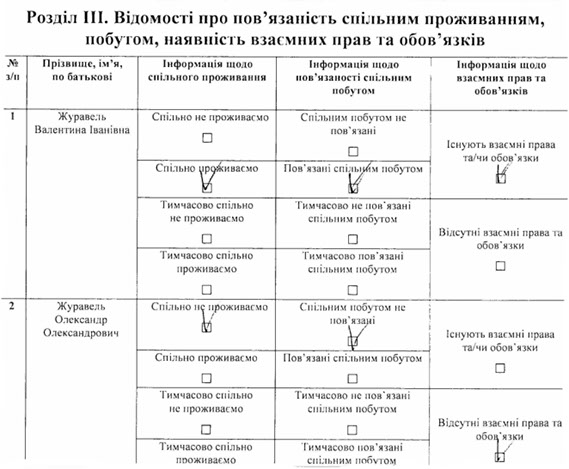 Розділ III. Відомості про пов’язаність спільним проживанням,
побутом, наявність взаємних прав та обов’язків
№
з/п
Прізвище, ім’я,
по батькові
Інформація щодо
спільного проживання
Інформація щодо
пов’язаності спільним
побутом
Інформація щодо
взаємних прав та
обов’язків
1
Журавель
Валентина Іванівна
Спільно не проживаємо
Спільним побутом не
пов’язані
Існують взаємні права
та/чи обов’язки
Спільно проживаємо
Пов’язані спільним побутом
Тимчасово спільно
не проживаємо
Тимчасово не пов’язані
спільним побутом
Відсутні взаємні права та
обов’язки
Тимчасово спільно
проживаємо
Тимчасово пов’язані
спільним побутом
2
Журавель
Олександр
Олександрович
Спільно не проживаємо
Спільним побутом не
пов’язані
Існують взаємні права
та/чи обов’язки
Спільно проживаємо
Пов’язані спільним побутом
Тимчасово спільно
не проживаємо
Тимчасово не пов’язані
спільним побутом
Відсутні взаємні права та
обов’язки
Тимчасово спільно
проживаємо
Тимчасово пов’язані
спільним побутом